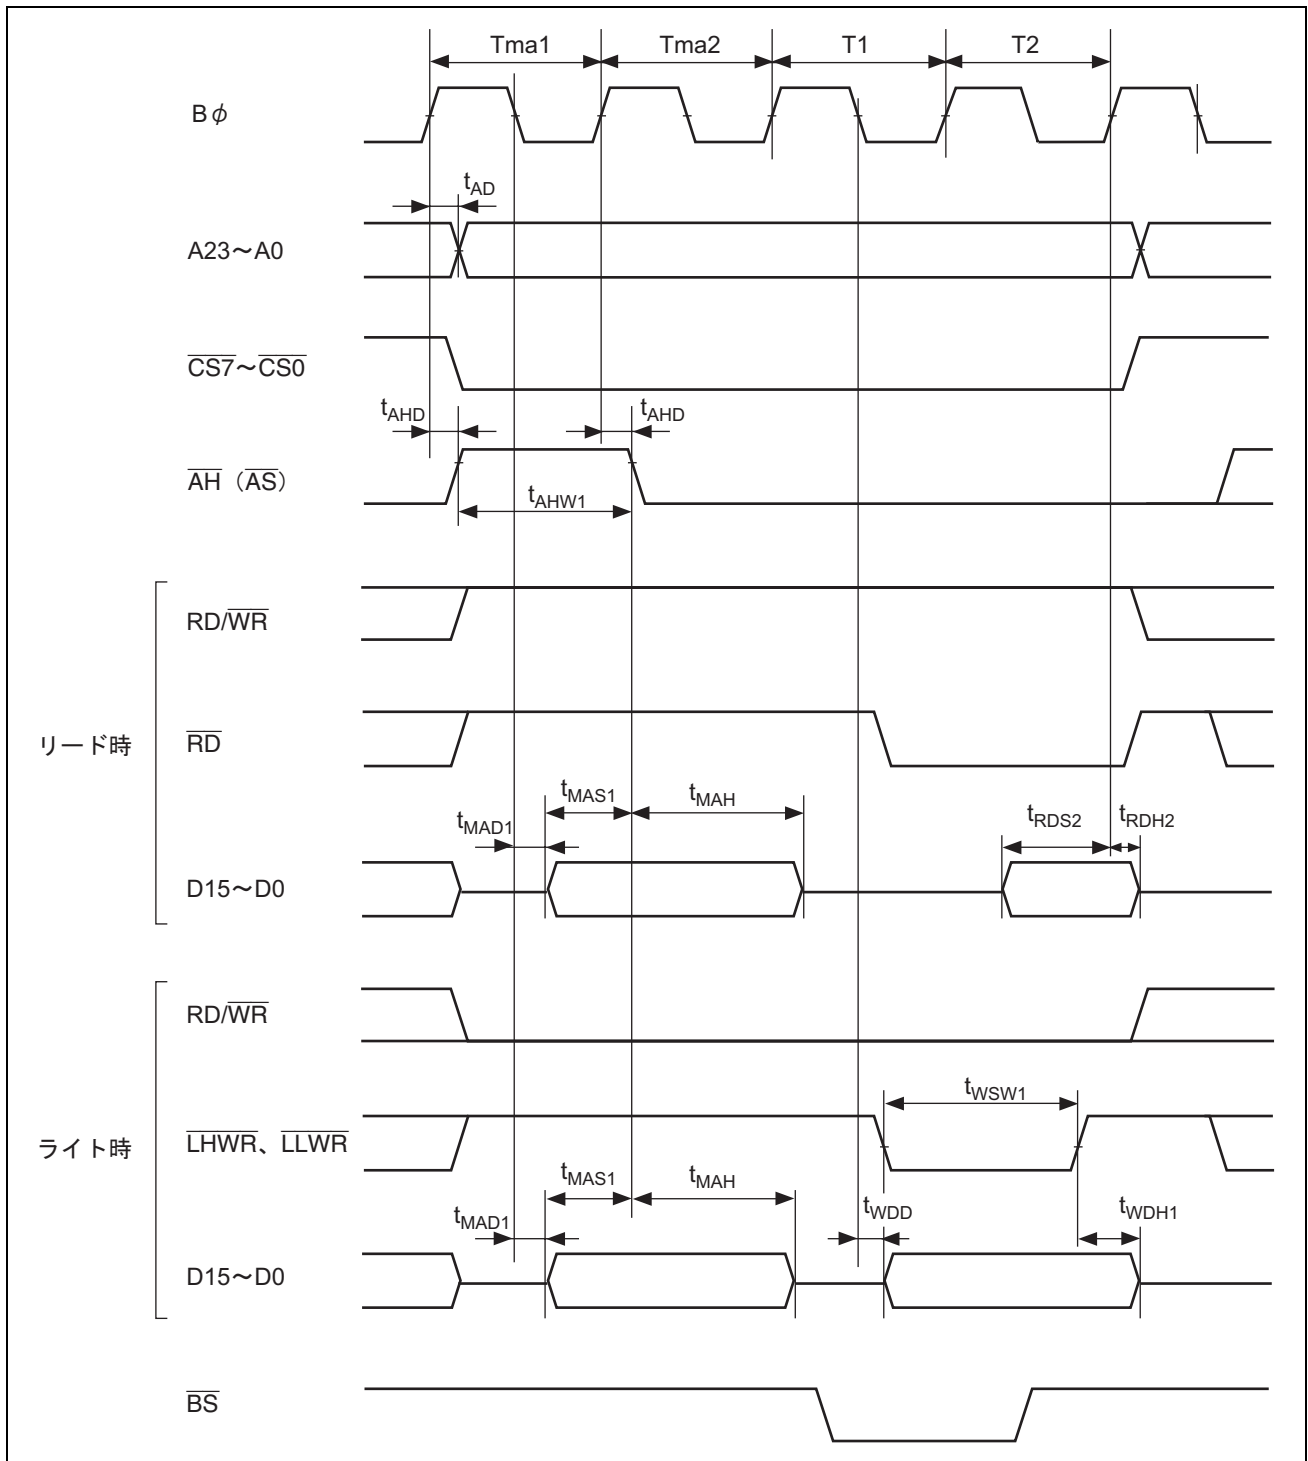 Tma1 Tma2 T1 T2
Bφ
tAD
A23～A0
CS7～CS0
tAHD tAHD
AH（AS）
tAHW1
RD/WR
リード時 RD
tMAS1 tMAH
tMAD1 tRDS2 tRDH2
D15～D0
RD/WR
tWSW1
ライト時 LHWR、LLWR
tMAS1 tMAH
tMAD1 tWDD tWDH1
D15～D0
BS